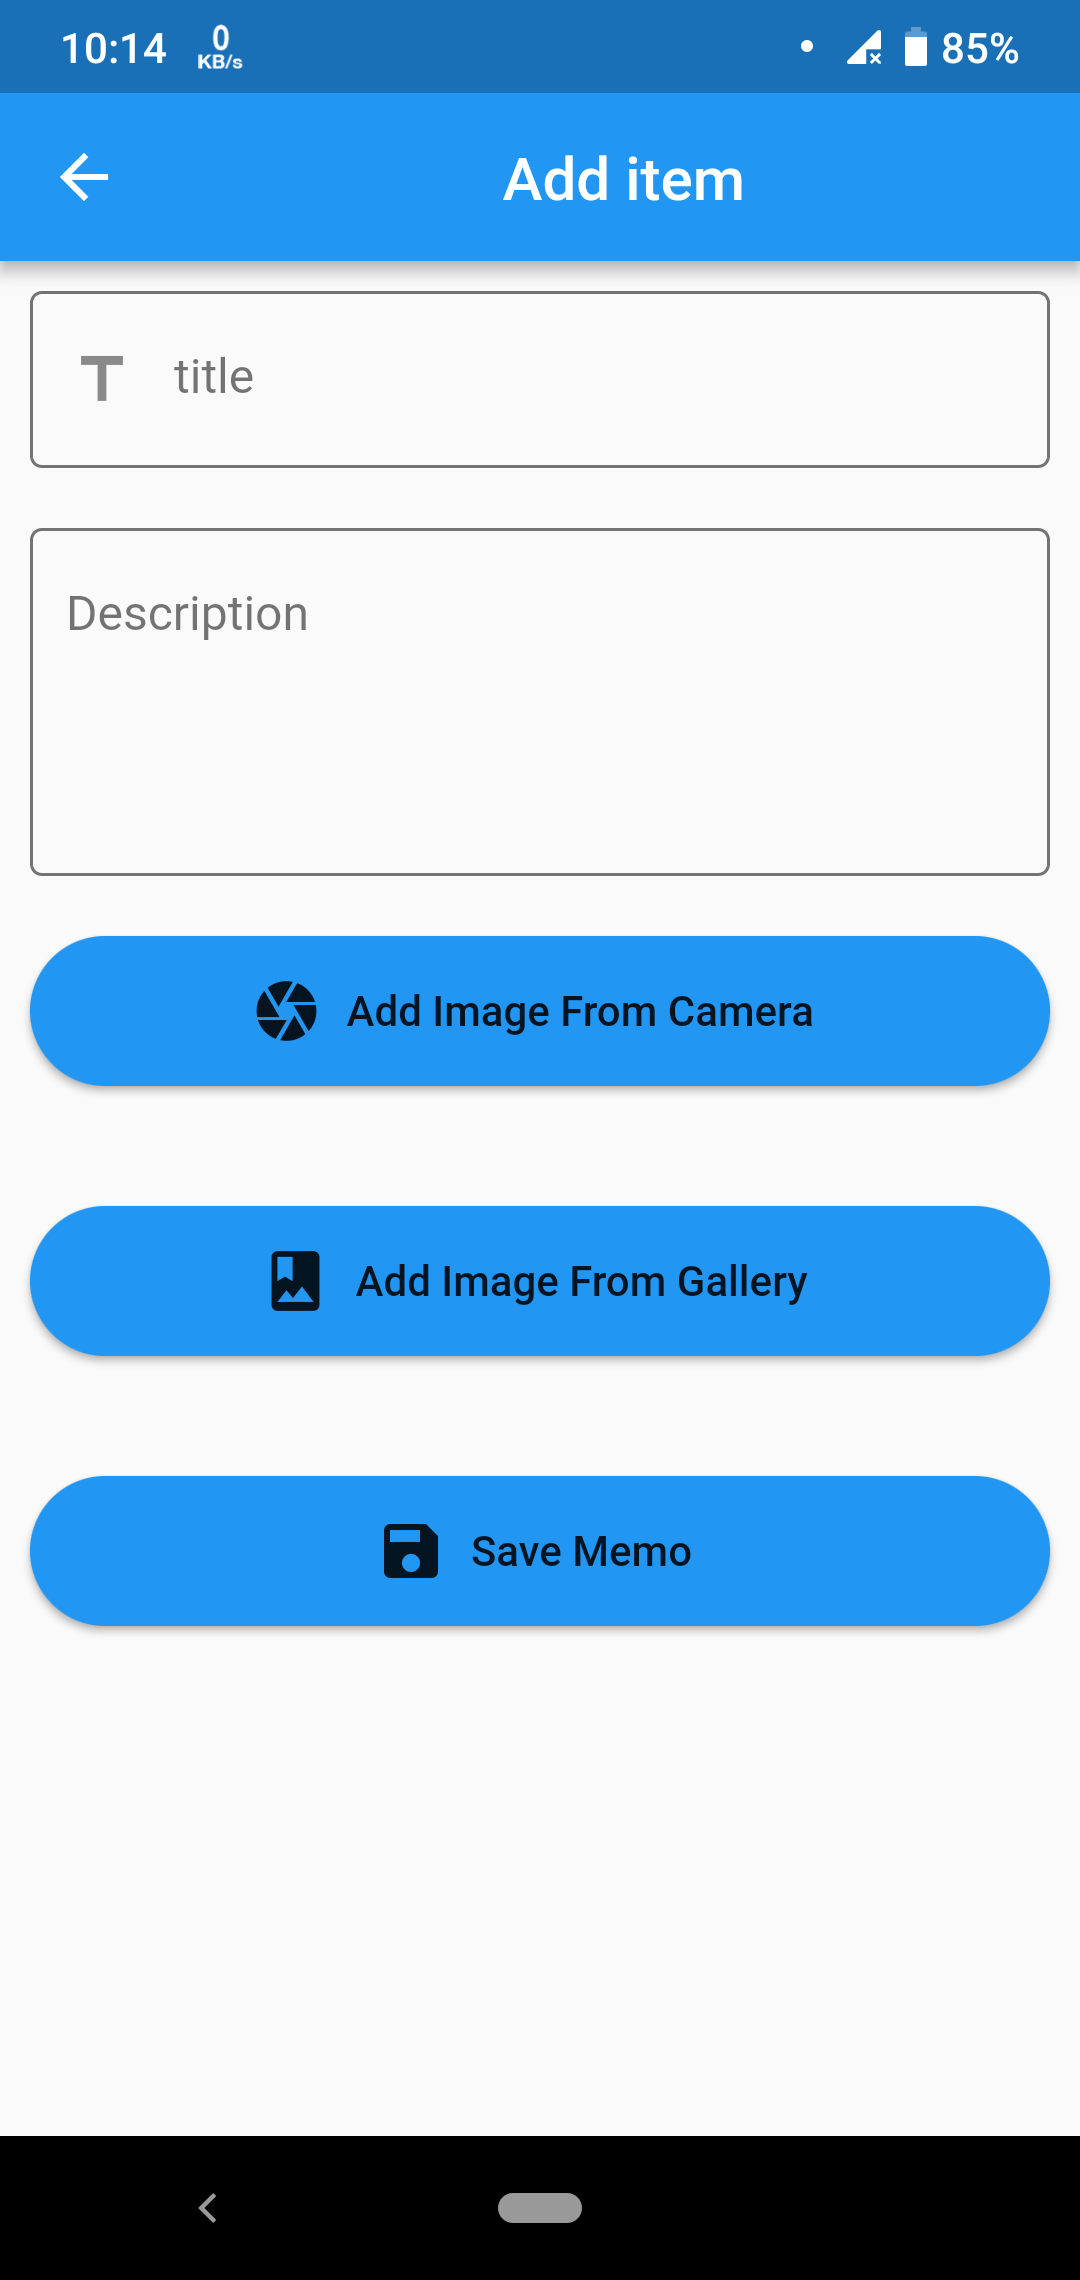 10:14 0 KB/s 85%
Add item
title
Description
Add Image From Camera
Add Image From Gallery
Save Memo